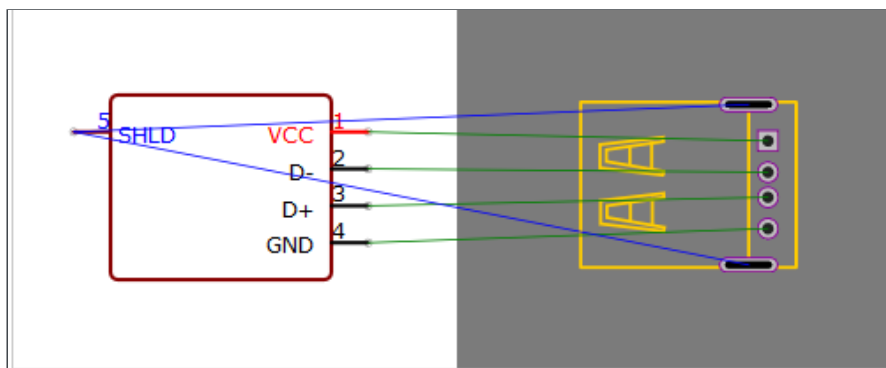 5 SHLD VCC 1
D- 2
D+ 3
GND 4